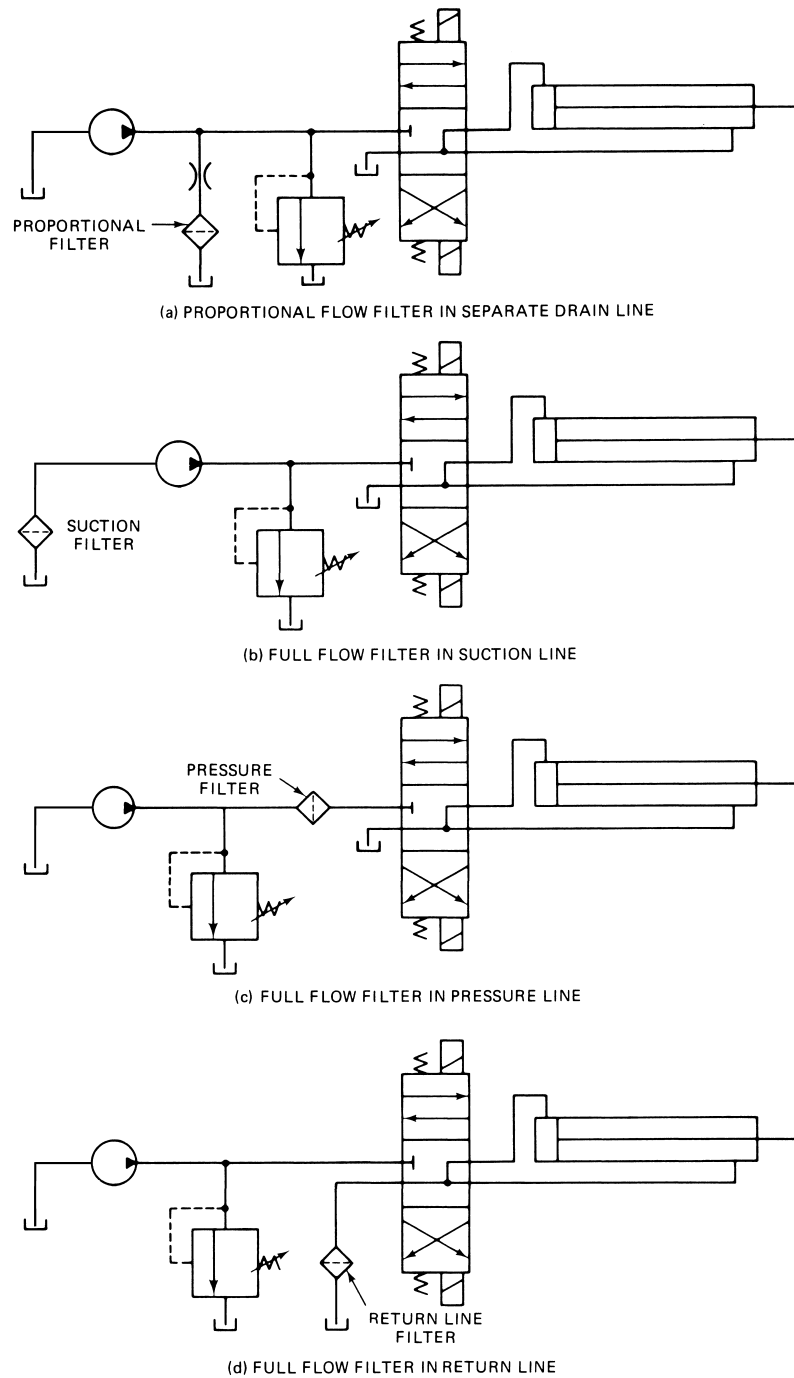 PROPORTIONAL
FILTER
(a) PROPORTIONAL FLOW FILTER IN SEPARATE DRAIN LINE
SUCTION
FILTER
(b) FULL FLOW FILTER IN SUCTION LINE
PRESSURE
FILTER
(c) FULL FLOW FILTER IN PRESSURE LINE
RETURN LINE
FILTER
(d) FULL FLOW FILTER IN RETURN LINE